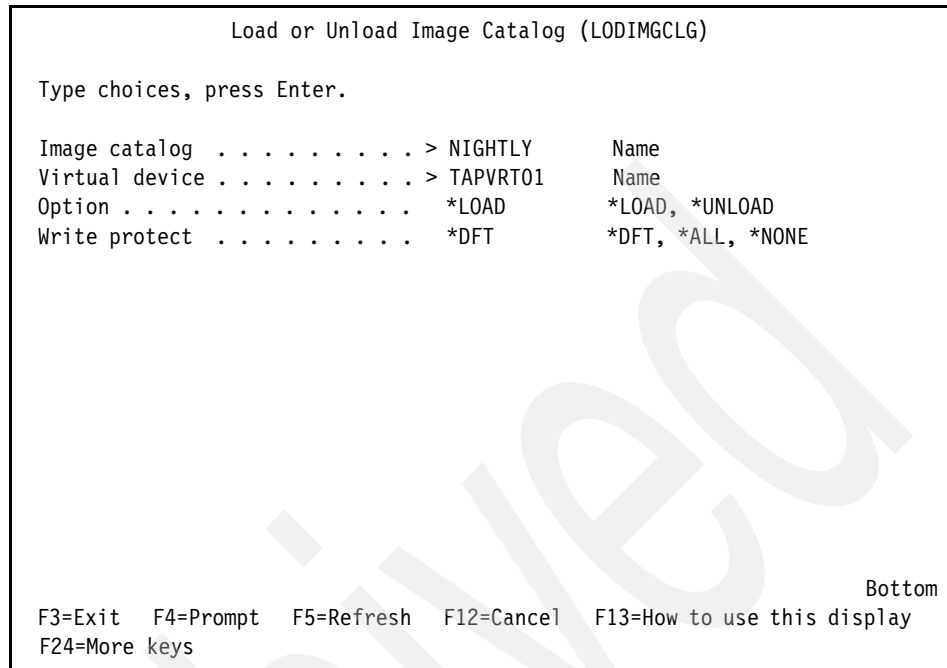 Load or Unload Image Catalog (LODIMGCLG)
Type choices, press Enter.
Image catalog . . . . . . . . . > NIGHTLY Name
Virtual device . . . . . . . . . > TAPVRT01 Name
Option . . . . . . . . . . . . . *LOAD *LOAD, *UNLOAD
Write protect . . . . . . . . . *DFT *DFT, *ALL, *NONE
Bottom
F3=Exit F4=Prompt F5=Refresh F12=Cancel F13=How to use this display
F24=More keys